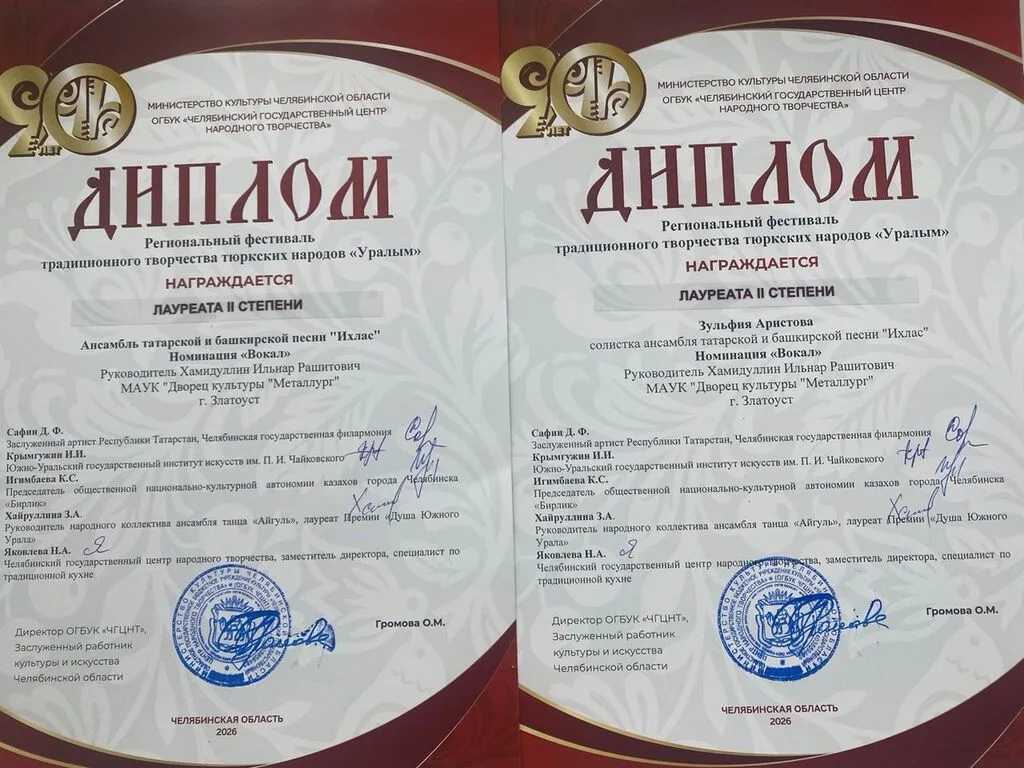 90
ЛЕТ
МИНИСТЕРСТВО КУЛЬТУРЫ ЧЕЛЯБИНСКОЙ ОБЛАСТИ
ОГБУК «ЧЕЛЯБИНСКИЙ ГОСУДАРСТВЕННЫЙ ЦЕНТР
НАРОДНОГО ТВОРЧЕСТВА»
ДИПЛОМ
Региональный фестиваль
традиционного творчества тюркских народов «Уралым»
НАГРАЖДАЕТСЯ
ЛАУРЕАТА II СТЕПЕНИ
Ансамбль татарской и башкирской песни "Ихлас"
Номинация «Вокал»
Руководитель Хамидуллин Ильнар Рашитович
МАУК "Дворец культуры "Металлург"
г. Златоуст
Сафин Д. Ф.
Заслуженный артист Республики Татарстан, Челябинская государственная филармония
Крымгужин И.И.
Южно-Уральский государственный институт искусств им. П. И. Чайковского
Игимбаева К.С.
Председатель общественной национально-культурной автономии казахов города Челябинска
«Бирлик»
Хайруллина З.А.
Руководитель народного коллектива ансамбля танца «Айгуль», лауреат Премии «Душа Южного
Урала»
Яковлева Н.А.
Челябинский государственный центр народного творчества, заместитель директора, специалист по
традиционной кухне
Директор ОГБУК «ЧГЦНТ»,
Заслуженный работник
культуры и искусства
Челябинской области
Громова О.М.
ЧЕЛЯБИНСКАЯ ОБЛАСТЬ
2026
90
ЛЕТ
МИНИСТЕРСТВО КУЛЬТУРЫ ЧЕЛЯБИНСКОЙ ОБЛАСТИ
ОГБУК «ЧЕЛЯБИНСКИЙ ГОСУДАРСТВЕННЫЙ ЦЕНТР
НАРОДНОГО ТВОРЧЕСТВА»
ДИПЛОМ
Региональный фестиваль
традиционного творчества тюркских народов «Уралым»
НАГРАЖДАЕТСЯ
ЛАУРЕАТА II СТЕПЕНИ
Зульфия Аристова
солистка ансамбля татарской и башкирской песни "Ихлас"
Номинация «Вокал»
Руководитель Хамидуллин Ильнар Рашитович
МАУК "Дворец культуры "Металлург"
г. Златоуст
Сафин Д. Ф.
Заслуженный артист Республики Татарстан, Челябинская государственная филармония
Крымгужин И.И.
Южно-Уральский государственный институт искусств им. П. И. Чайковского
Игимбаева К.С.
Председатель общественной национально-культурной автономии казахов города Челябинска
«Бирлик»
Хайруллина З.А.
Руководитель народного коллектива ансамбля танца «Айгуль», лауреат Премии «Душа Южного
Урала»
Яковлева Н.А.
Челябинский государственный центр народного творчества, заместитель директора, специалист по
традиционной кухне
Директор ОГБУК «ЧГЦНТ»,
Заслуженный работник
культуры и искусства
Челябинской области
Громова О.М.
ЧЕЛЯБИНСКАЯ ОБЛАСТЬ
2026